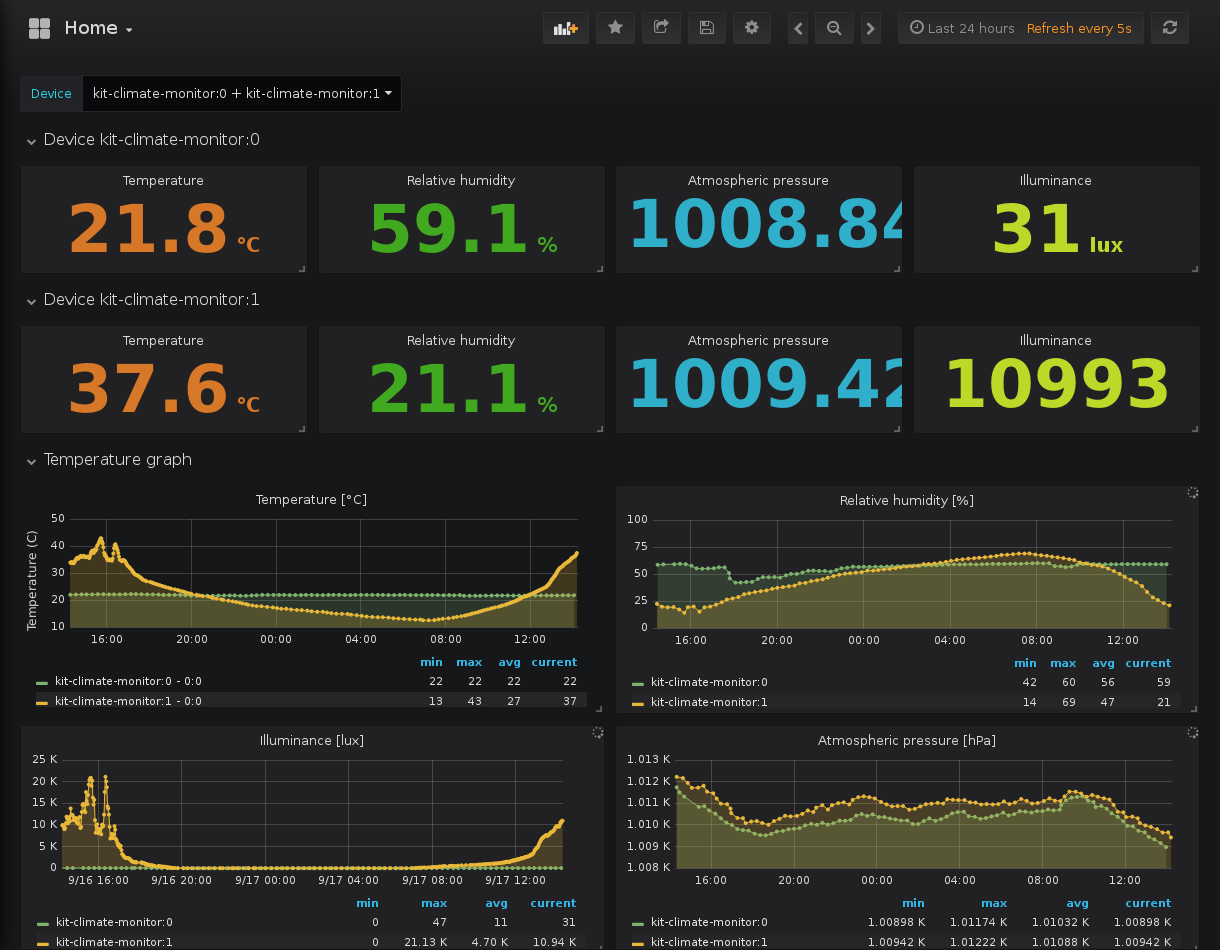 Home
Last 24 hours Refresh every 5s
Device kit-climate-monitor:0 + kit-climate-monitor:1
Device kit-climate-monitor:0
Temperature Relative humidity Atmospheric pressure Illuminance
21.8 °C 59.1 % 1008.84 31 lux
Device kit-climate-monitor:1
Temperature Relative humidity Atmospheric pressure Illuminance
37.6 °C 21.1 % 1009.42 10993
Temperature graph
Temperature [°C]
Temperature (C)
50
40
30
20
10
16:00 20:00 00:00 04:00 08:00 12:00
min max avg current
kit-climate-monitor:0 - 0:0 22 22 22 22
kit-climate-monitor:1 - 0:0 13 43 27 37
Relative humidity [%]
100
75
50
25
0
16:00 20:00 00:00 04:00 08:00 12:00
min max avg current
kit-climate-monitor:0 42 60 56 59
kit-climate-monitor:1 14 69 47 21
Illuminance [lux]
25 K
20 K
15 K
10 K
5 K
0
9/16 16:00 9/16 20:00 9/17 00:00 9/17 04:00 9/17 08:00 9/17 12:00
min max avg current
kit-climate-monitor:0 0 47 11 31
kit-climate-monitor:1 0 21.13 K 4.70 K 10.94 K
Atmospheric pressure [hPa]
1.013 K
1.012 K
1.011 K
1.010 K
1.009 K
1.008 K
16:00 20:00 00:00 04:00 08:00 12:00
min max avg current
kit-climate-monitor:0 1.00898 K 1.01174 K 1.01032 K 1.00898 K
kit-climate-monitor:1 1.00942 K 1.01222 K 1.01088 K 1.00942 K